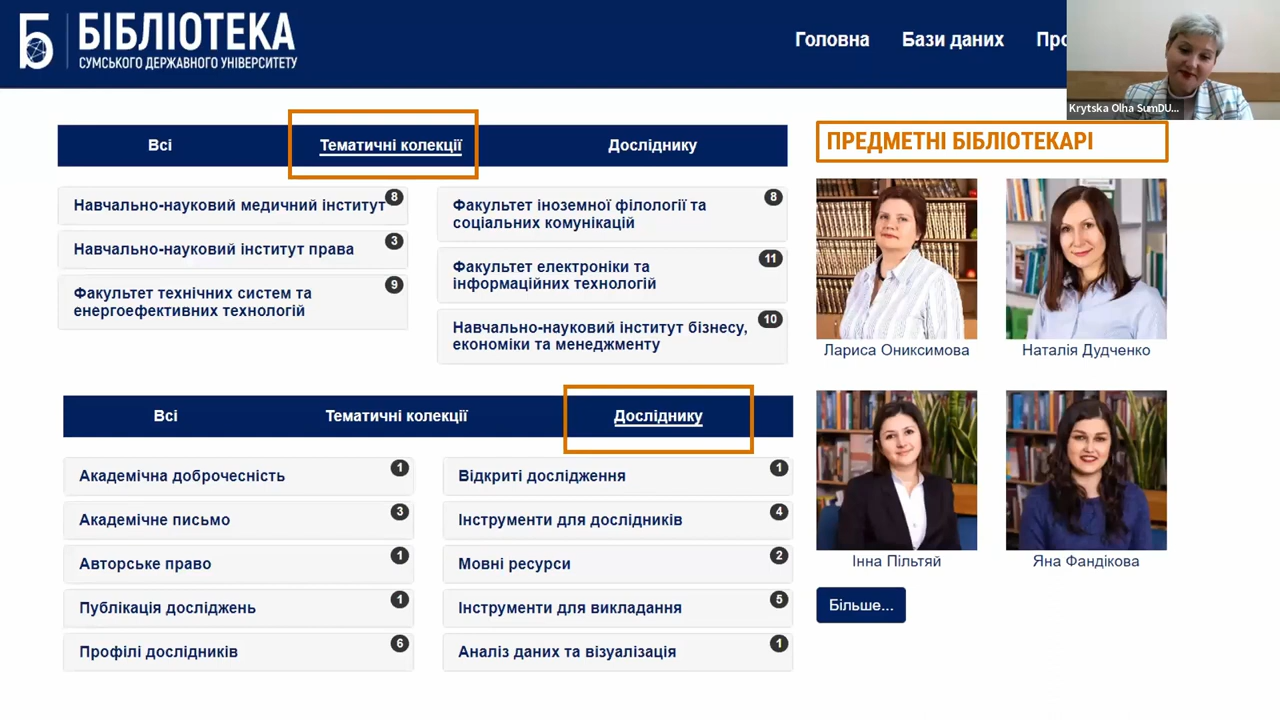 БІБЛІОТЕКА
СУМСЬКОГО ДЕРЖАВНОГО УНІВЕРСИТЕТУ
Головна
Бази даних
Krytska Olha SumDU...
Всі
Тематичні колекції
Досліднику
Навчально-науковий медичний інститут 8
Навчально-науковий інститут права 3
Факультет технічних систем та 9
енергоефективних технологій
Факультет іноземної філології та 8
соціальних комунікацій
Факультет електроніки та 11
інформаційних технологій
Навчально-науковий інститут бізнесу, 10
економіки та менеджменту
Всі
Тематичні колекції
Досліднику
Академічна доброчесність 1
Академічне письмо 3
Авторське право 1
Публікація досліджень 1
Профілі дослідників 6
Відкриті дослідження 1
Інструменти для дослідників 4
Мовні ресурси 2
Інструменти для викладання 5
Аналіз даних та візуалізація 1
ПРЕДМЕТНІ БІБЛІОТЕКАРІ
Лариса Ониксимова
Наталія Дудченко
Інна Пільтяй
Яна Фандікова
Більше...